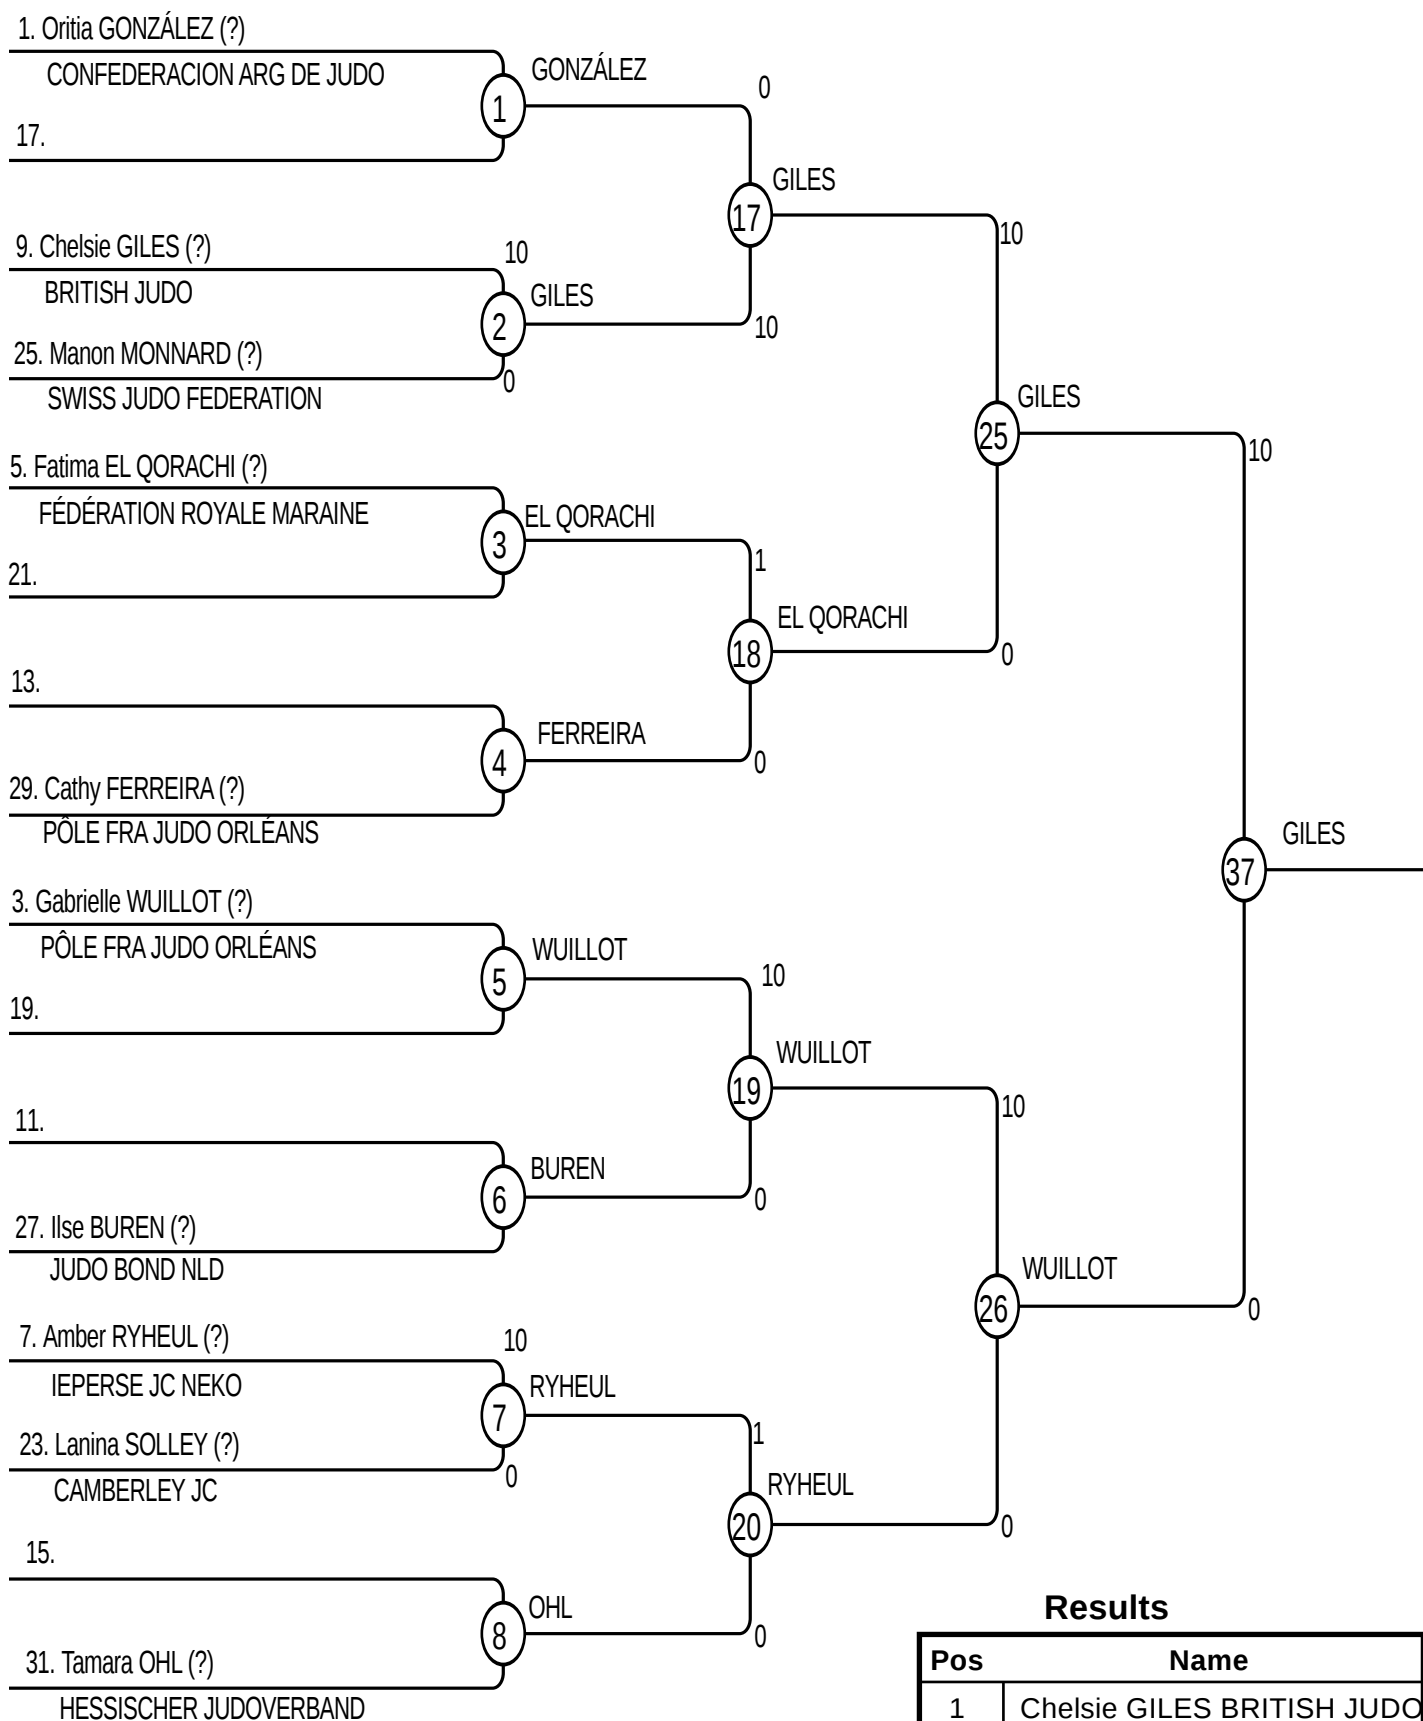 1. Oritia GONZÁLEZ (?)
CONFEDERACION ARG DE JUDO
17.
1
GONZÁLEZ
0
9. Chelsie GILES (?)
BRITISH JUDO
25. Manon MONNARD (?)
SWISS JUDO FEDERATION
10
2
0
GILES
10
17
GILES
10
5. Fatima EL QORACHI (?)
FÉDÉRATION ROYALE MARAINE
21.
3
EL QORACHI
1
13.
29. Cathy FERREIRA (?)
PÔLE FRA JUDO ORLÉANS
4
FERREIRA
0
18
EL QORACHI
0
25
GILES
10
3. Gabrielle WUILLOT (?)
PÔLE FRA JUDO ORLÉANS
19.
5
WUILLOT
10
11.
27. Ilse BUREN (?)
JUDO BOND NLD
6
BUREN
0
19
WUILLOT
10
7. Amber RYHEUL (?)
IEPERSE JC NEKO
23. Lanina SOLLEY (?)
CAMBERLEY JC
10
7
0
RYHEUL
1
15.
31. Tamara OHL (?)
HESSISCHER JUDOVERBAND
8
OHL
0
20
RYHEUL
0
26
WUILLOT
0
37
GILES
Results
Pos Name
1 Chelsie GILES BRITISH JUDO